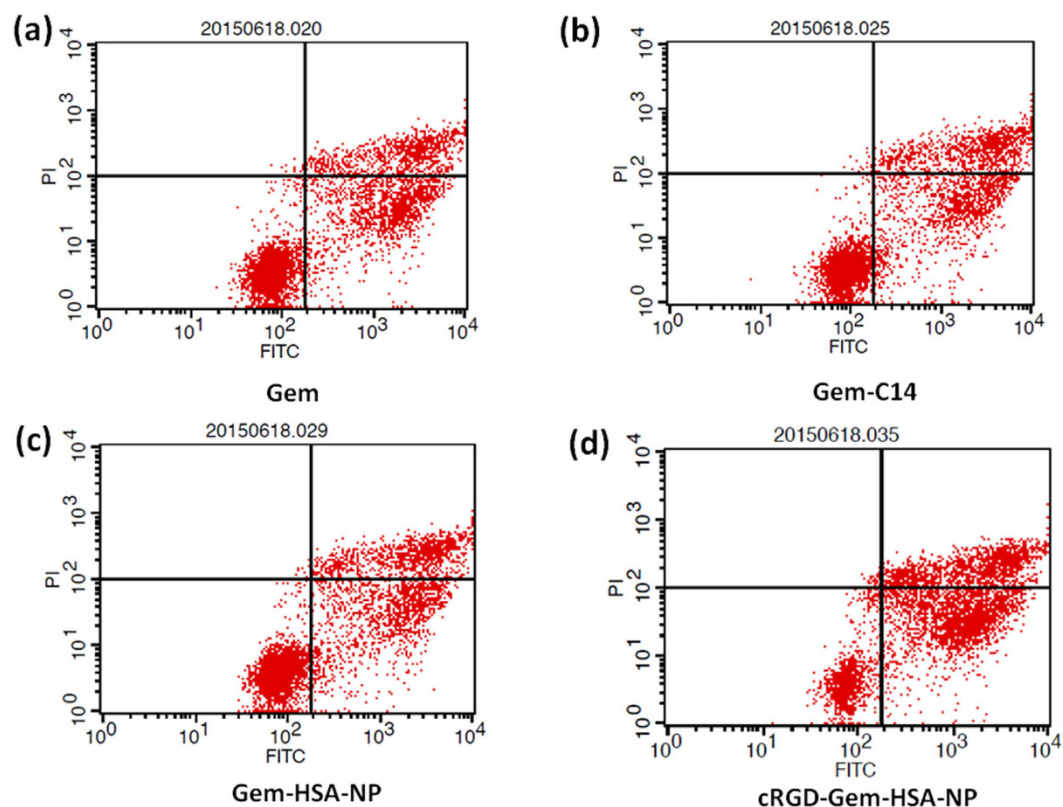 (a)
20150618.020
PI
10^4
10^3
10^2
10^1
10^0
10^0 10^1 10^2 10^3 10^4
FITC
Gem
(b)
20150618.025
PI
10^4
10^3
10^2
10^1
10^0
10^0 10^1 10^2 10^3 10^4
FITC
Gem-C14
(c)
20150618.029
PI
10^4
10^3
10^2
10^1
10^0
10^0 10^1 10^2 10^3 10^4
FITC
Gem-HSA-NP
(d)
20150618.035
PI
10^4
10^3
10^2
10^1
10^0
10^0 10^1 10^2 10^3 10^4
FITC
cRGD-Gem-HSA-NP